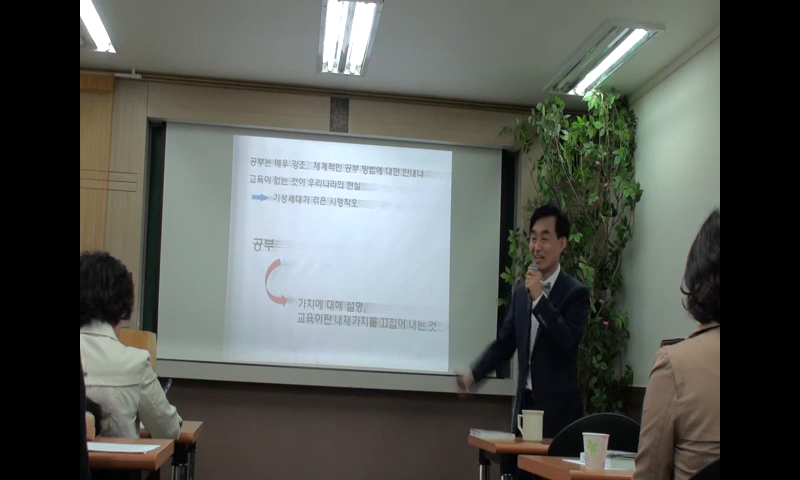 공부는 매우 강조, 체계적인 공부 방법에 대한 안내나
교육이 없는 것이 우리나라의 현실
기성세대가 겪은 시행착오
공부
가치에 대해 설명,
교육이란 내재가치를 끄집어 내는 것